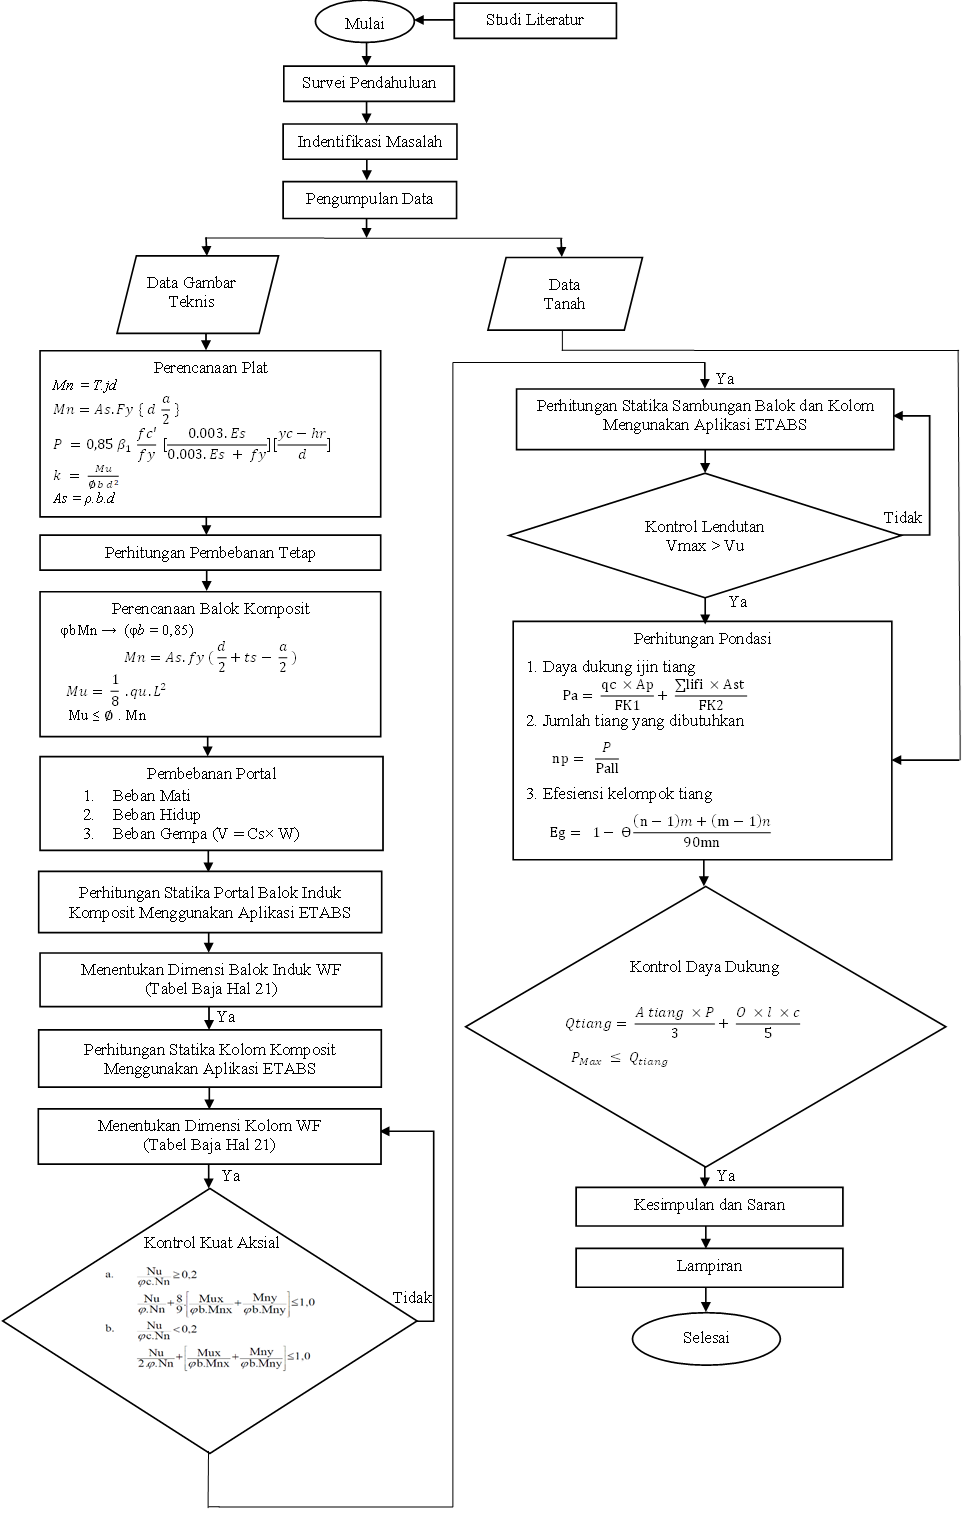 Mulai
Studi Literatur
Survei Pendahuluan
Indentifikasi Masalah
Pengumpulan Data
Data Gambar
Teknis
Data
Tanah
Perencanaan Plat
Mn = T.jd
Mn = As.Fy { d a/2 }
P = 0,85 β₁ fc'/fy [0.003. Es / 0.003. Es + fy][yc − hr / d]
k = Mu / Ø b d²
As = ρ.b.d
Perhitungan Pembebanan Tetap
Perencanaan Balok Komposit
φbMn → (φb = 0,85)
Mn = As. fy ( d/2 + ts − a/2 )
Mu = 1/8 .qu.L²
Mu ≤ Ø . Mn
Pembebanan Portal
1. Beban Mati
2. Beban Hidup
3. Beban Gempa (V = Cs× W)
Perhitungan Statika Portal Balok Induk
Komposit Menggunakan Aplikasi ETABS
Menentukan Dimensi Balok Induk WF
(Tabel Baja Hal 21)
Ya
Perhitungan Statika Kolom Komposit
Menggunakan Aplikasi ETABS
Menentukan Dimensi Kolom WF
(Tabel Baja Hal 21)
Ya
Kontrol Kuat Aksial
a. Nu/φc.Nn ≥ 0,2
Nu/φ.Nn + 8/9.[Mux/φb.Mnx + Mny/φb.Mny] ≤ 1,0
b. Nu/φc.Nn < 0,2
Nu/2.φ.Nn + [Mux/φb.Mnx + Mny/φb.Mny] ≤ 1,0
Tidak
Ya
Perhitungan Statika Sambungan Balok dan Kolom
Mengunakan Aplikasi ETABS
Kontrol Lendutan
Vmax > Vu
Tidak
Ya
Perhitungan Pondasi
1. Daya dukung ijin tiang
Pa = qc × Ap / FK1 + ∑lifi × Ast / FK2
2. Jumlah tiang yang dibutuhkan
np = P / Pall
3. Efesiensi kelompok tiang
Eg = 1 − Ѳ (n − 1)m + (m − 1)n / 90mn
Kontrol Daya Dukung
Qtiang = A tiang × P / 3 + O × l × c / 5
P_Max ≤ Q_tiang
Ya
Kesimpulan dan Saran
Lampiran
Selesai